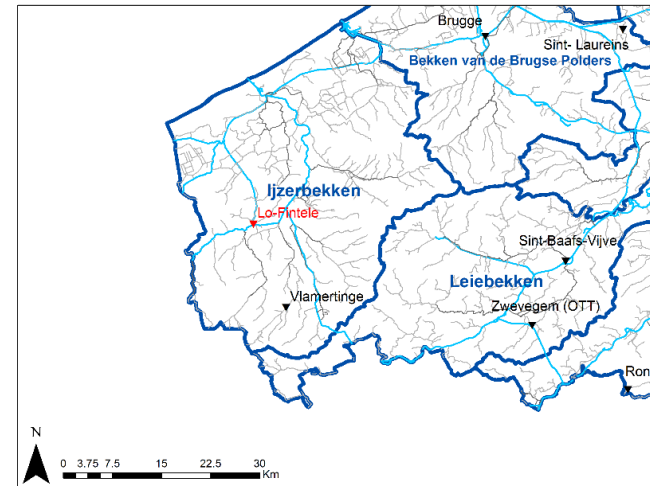 Brugge
Sint- Laureins
Bekken van de Brugse Polders
Ijzerbekken
Lo-Fintele
Sint-Baafs-Vijve
Leiebekken
Vlamertinge
Zwevegem (OTT)
Ron
N
0 3.75 7.5 15 22.5 30
Km